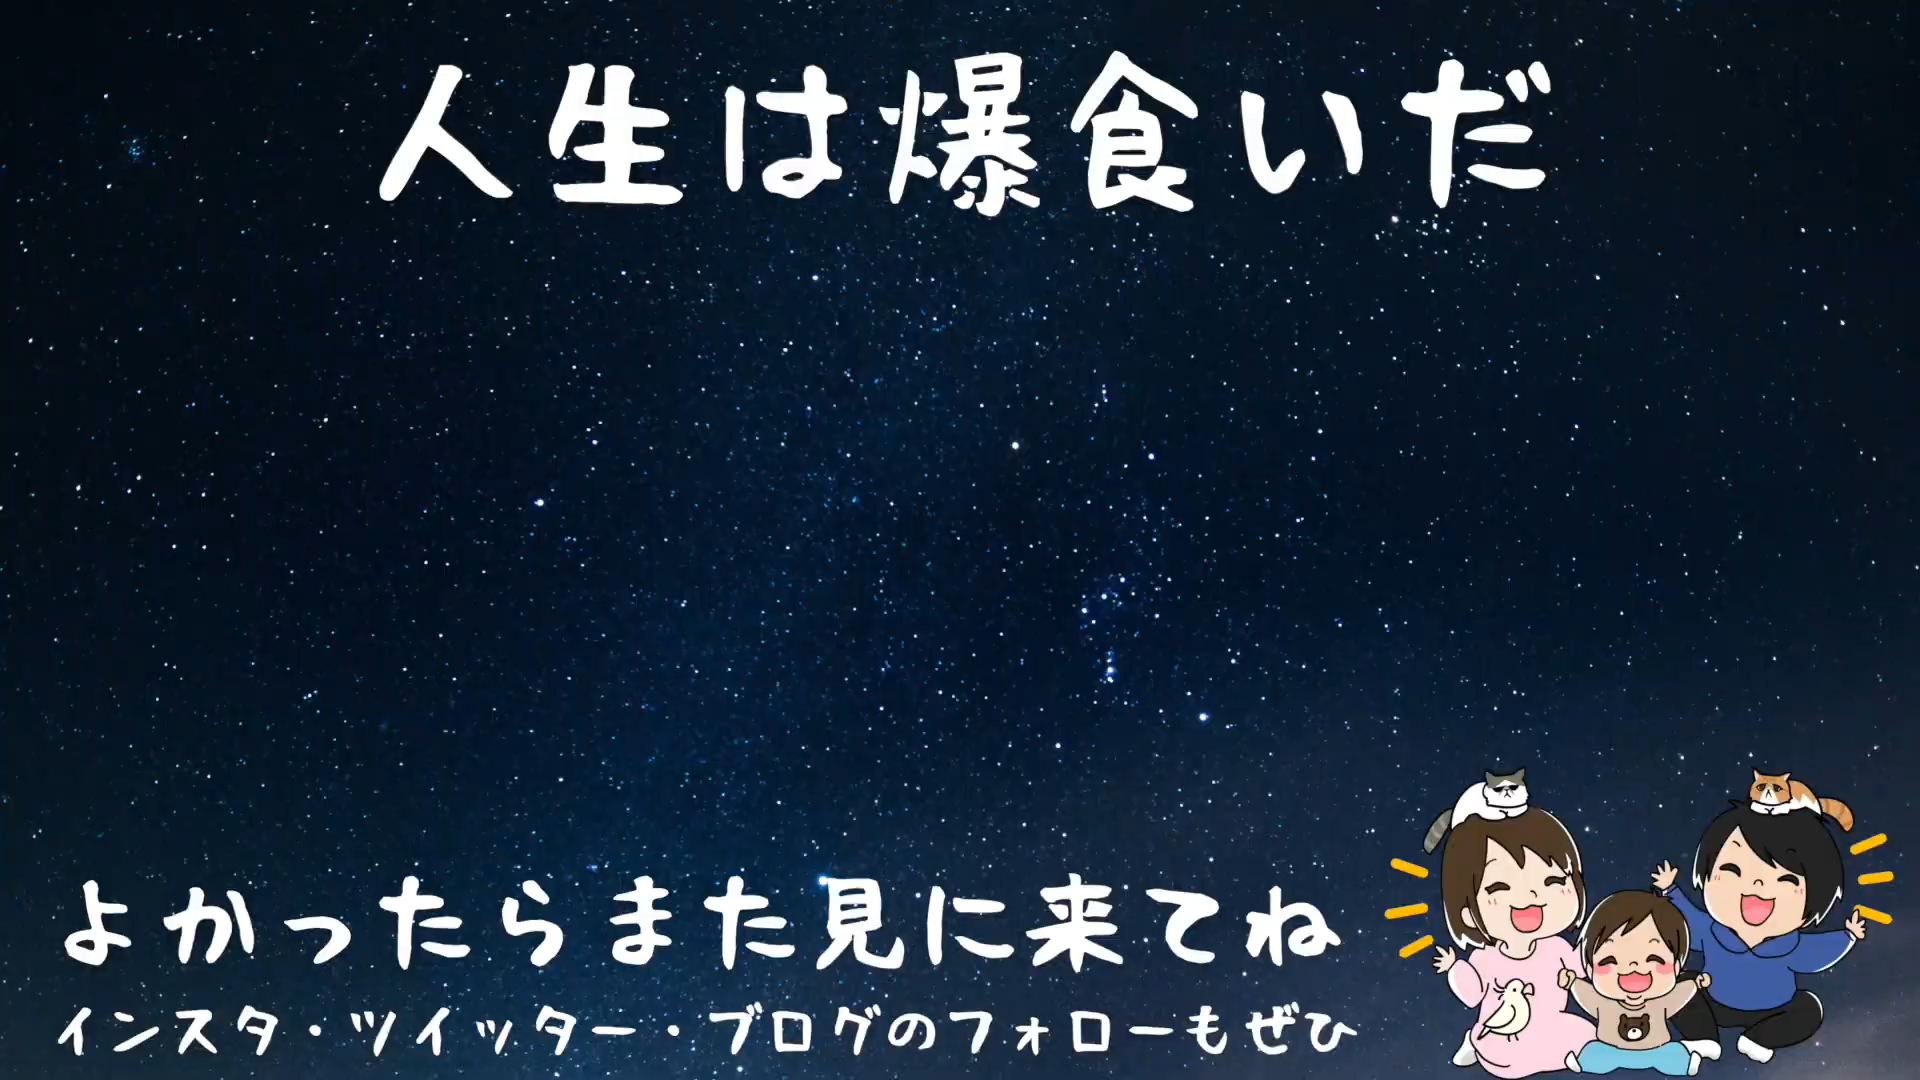 人生は爆食いだ
よかったらまた見に来てね
インスタ・ツイッター・ブログのフォローもぜひ